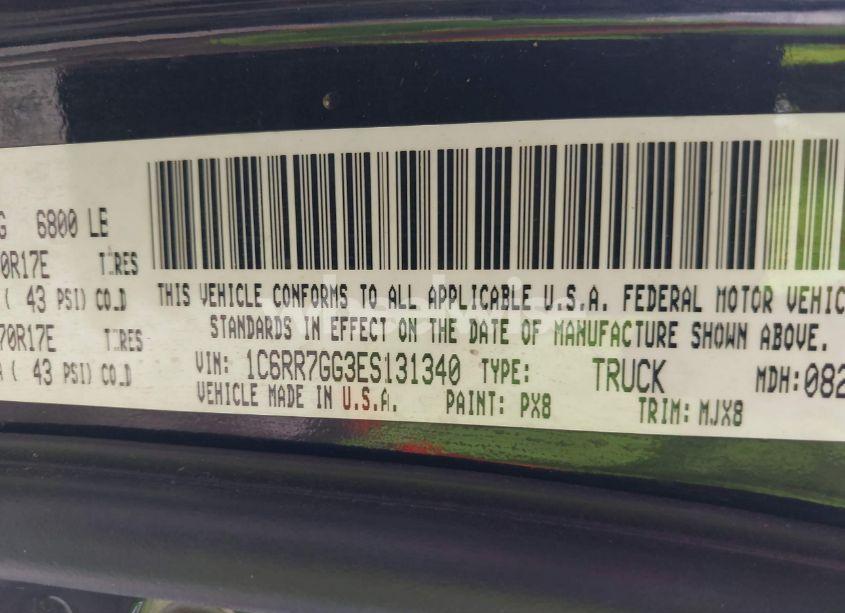 G 6800 LB
70R17E TIRES
( 43 PSI) COLD
70R17E TIRES
A ( 43 PSI) COLD
THIS VEHICLE CONFORMS TO ALL APPLICABLE U.S.A. FEDERAL MOTOR VEHIC
STANDARDS IN EFFECT ON THE DATE OF MANUFACTURE SHOWN ABOVE.
VIN: 1C6RR7GG3ES131340 TYPE: TRUCK MDH:082
VEHICLE MADE IN U.S.A. PAINT: PX8 TRIM: MJX8